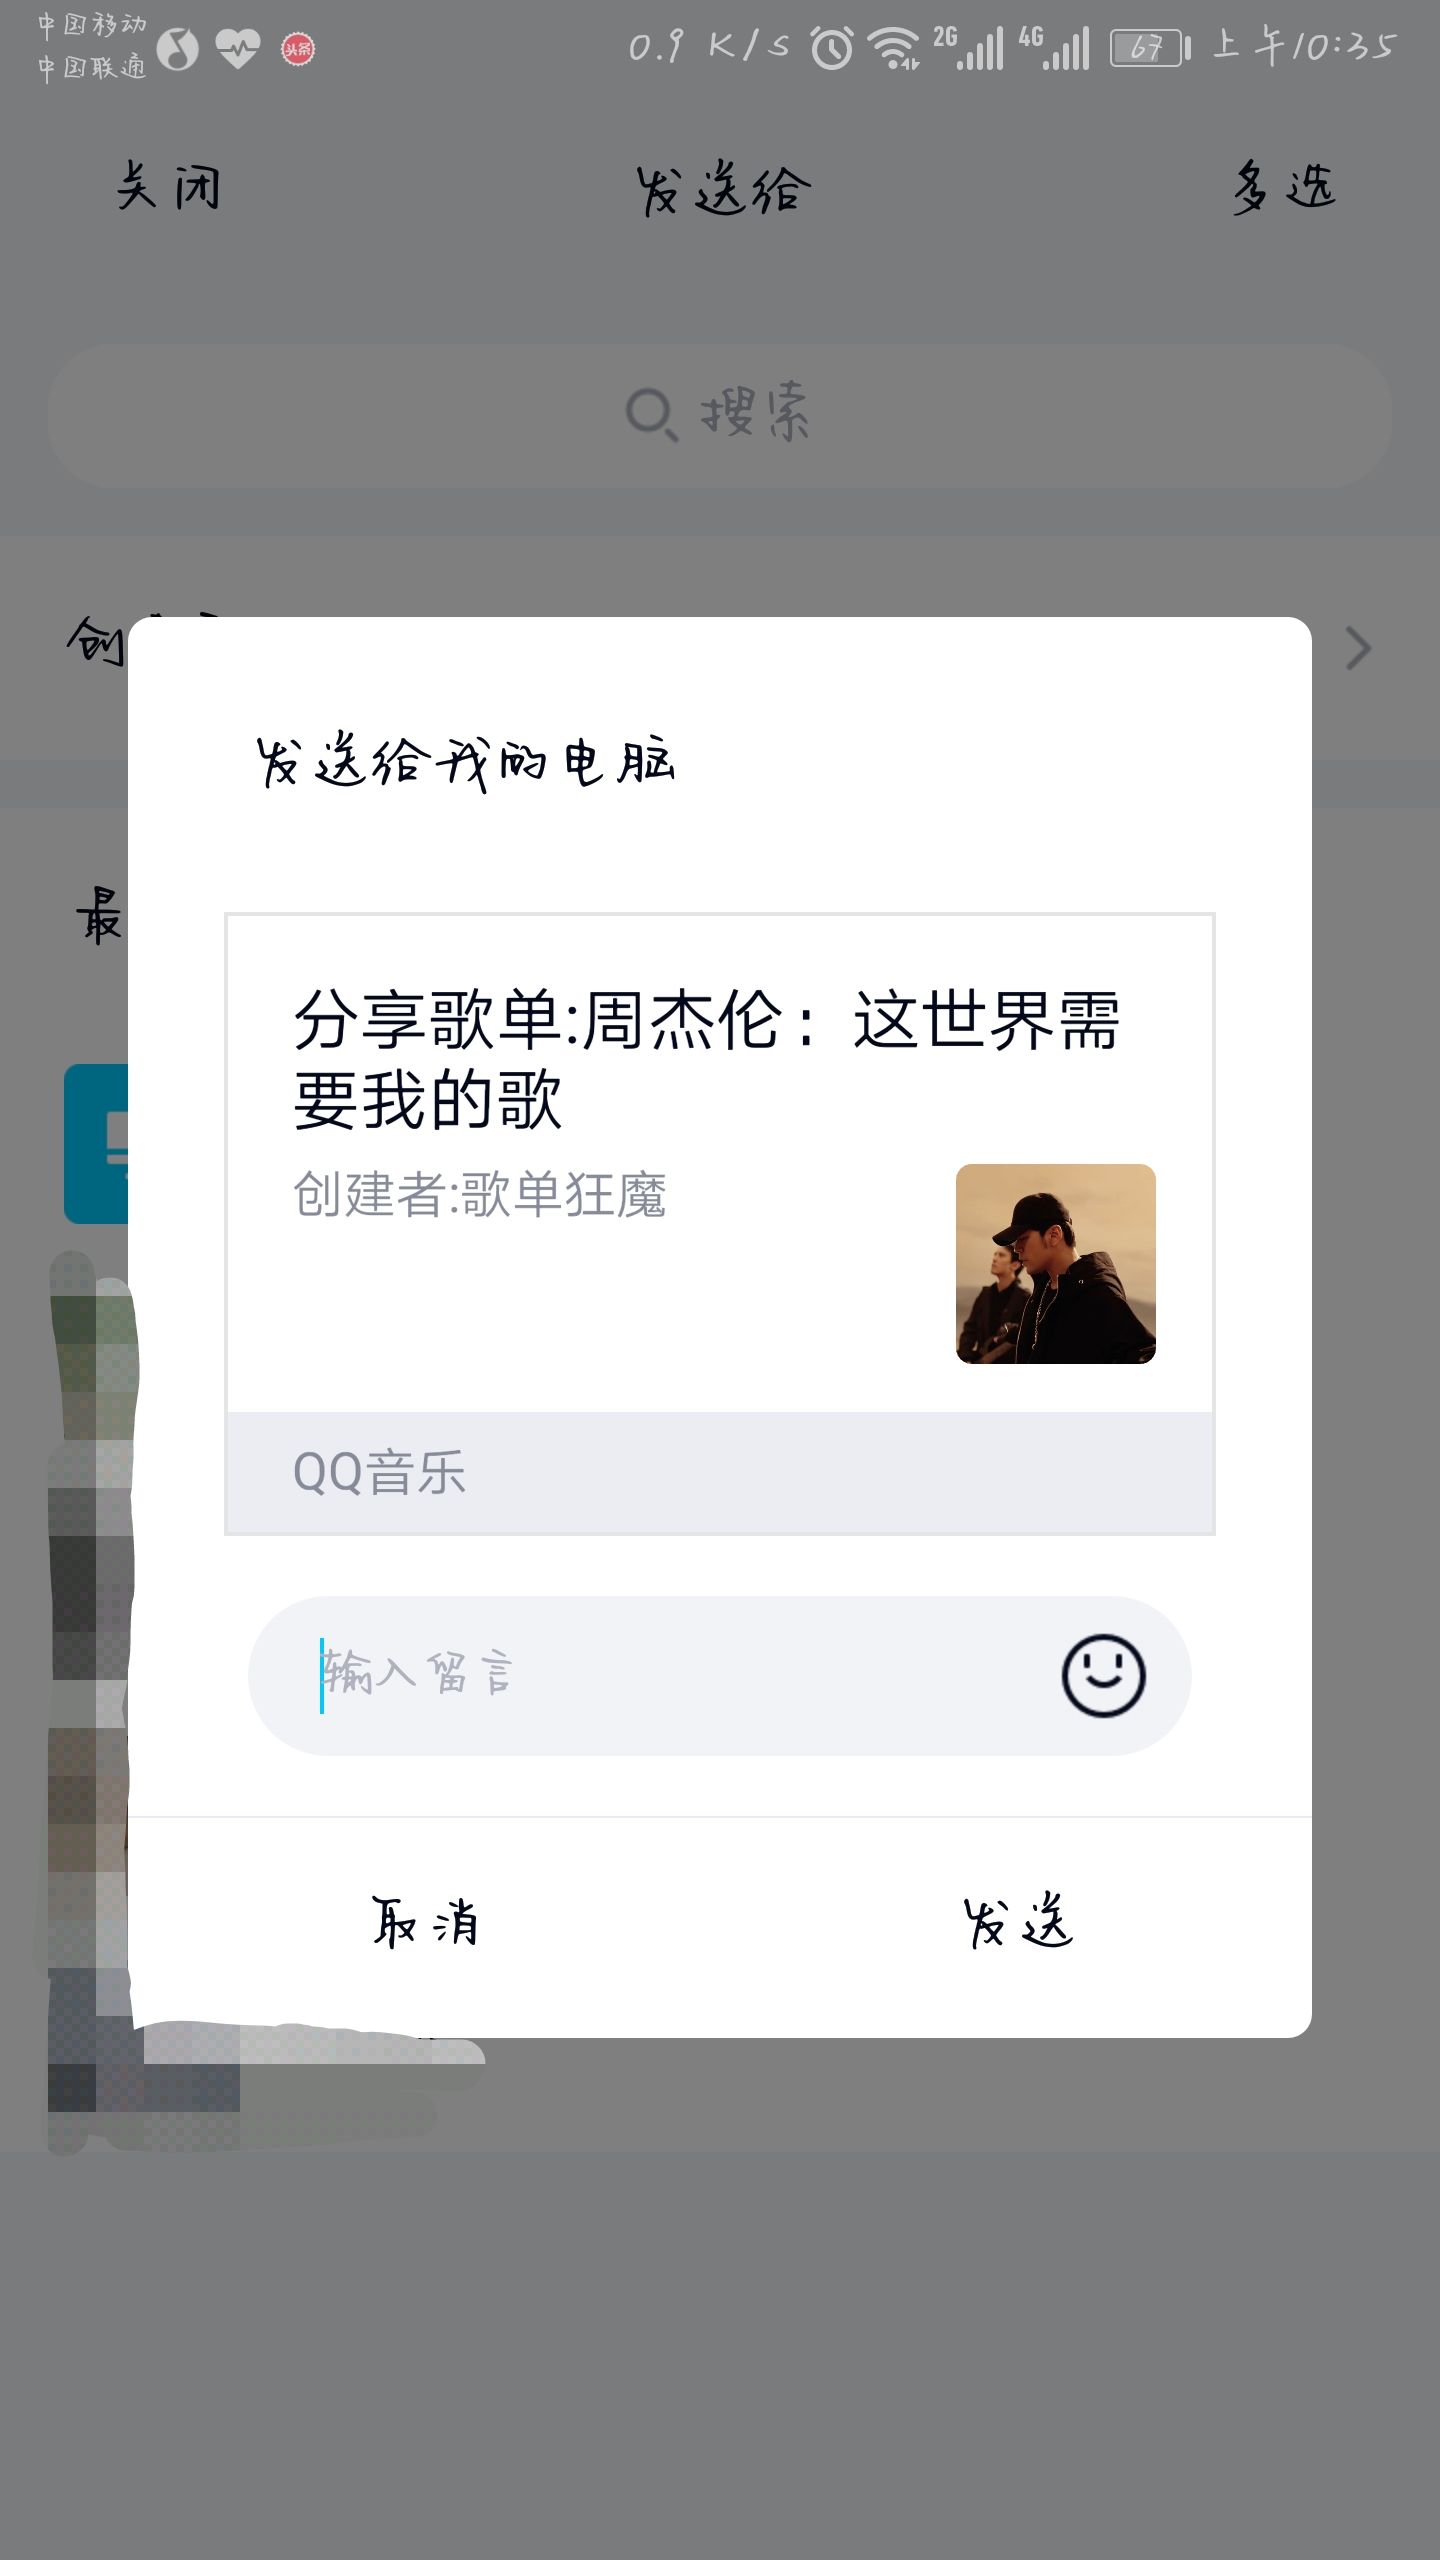 中国移动
中国联通
头条
0.9 K/S 2G 4G 67 上午10:35
关闭 发送给 多选
搜索
创
发送给我的电脑
最
分享歌单:周杰伦：这世界需
要我的歌
创建者:歌单狂魔
QQ音乐
输入留言
取消 发送